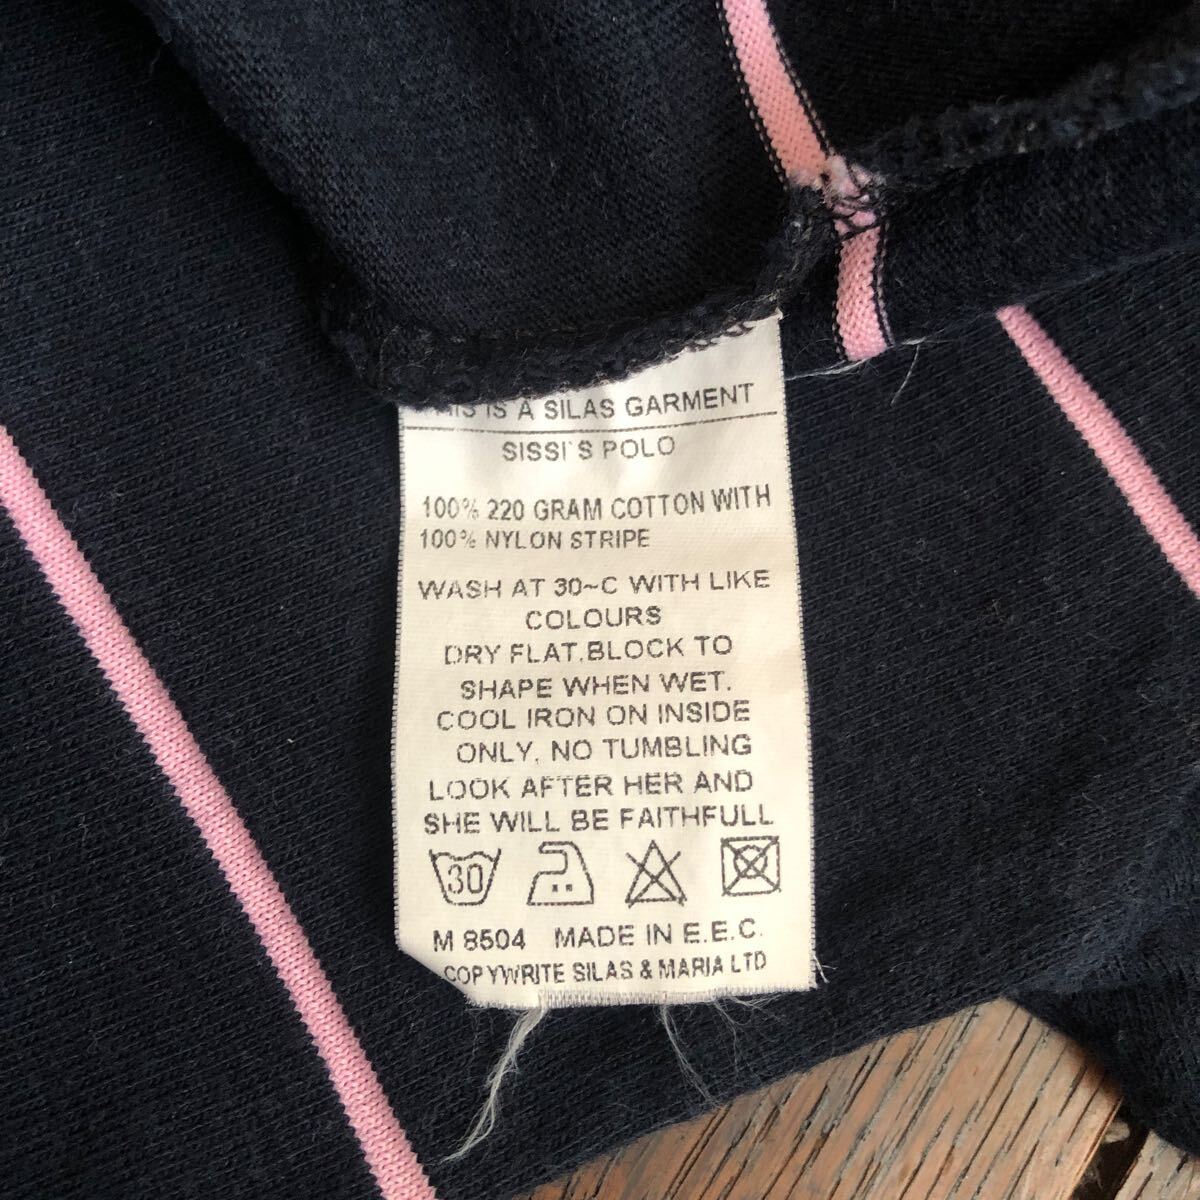 THIS IS A SILAS GARMENT
SISSI`S POLO
100% 220 GRAM COTTON WITH
100% NYLON STRIPE
WASH AT 30~C WITH LIKE
COLOURS
DRY FLAT.BLOCK TO
SHAPE WHEN WET.
COOL IRON ON INSIDE
ONLY, NO TUMBLING
LOOK AFTER HER AND
SHE WILL BE FAITHFULL
30
M 8504 MADE IN E.E.C.
COPYWRITE SILAS & MARIA LTD